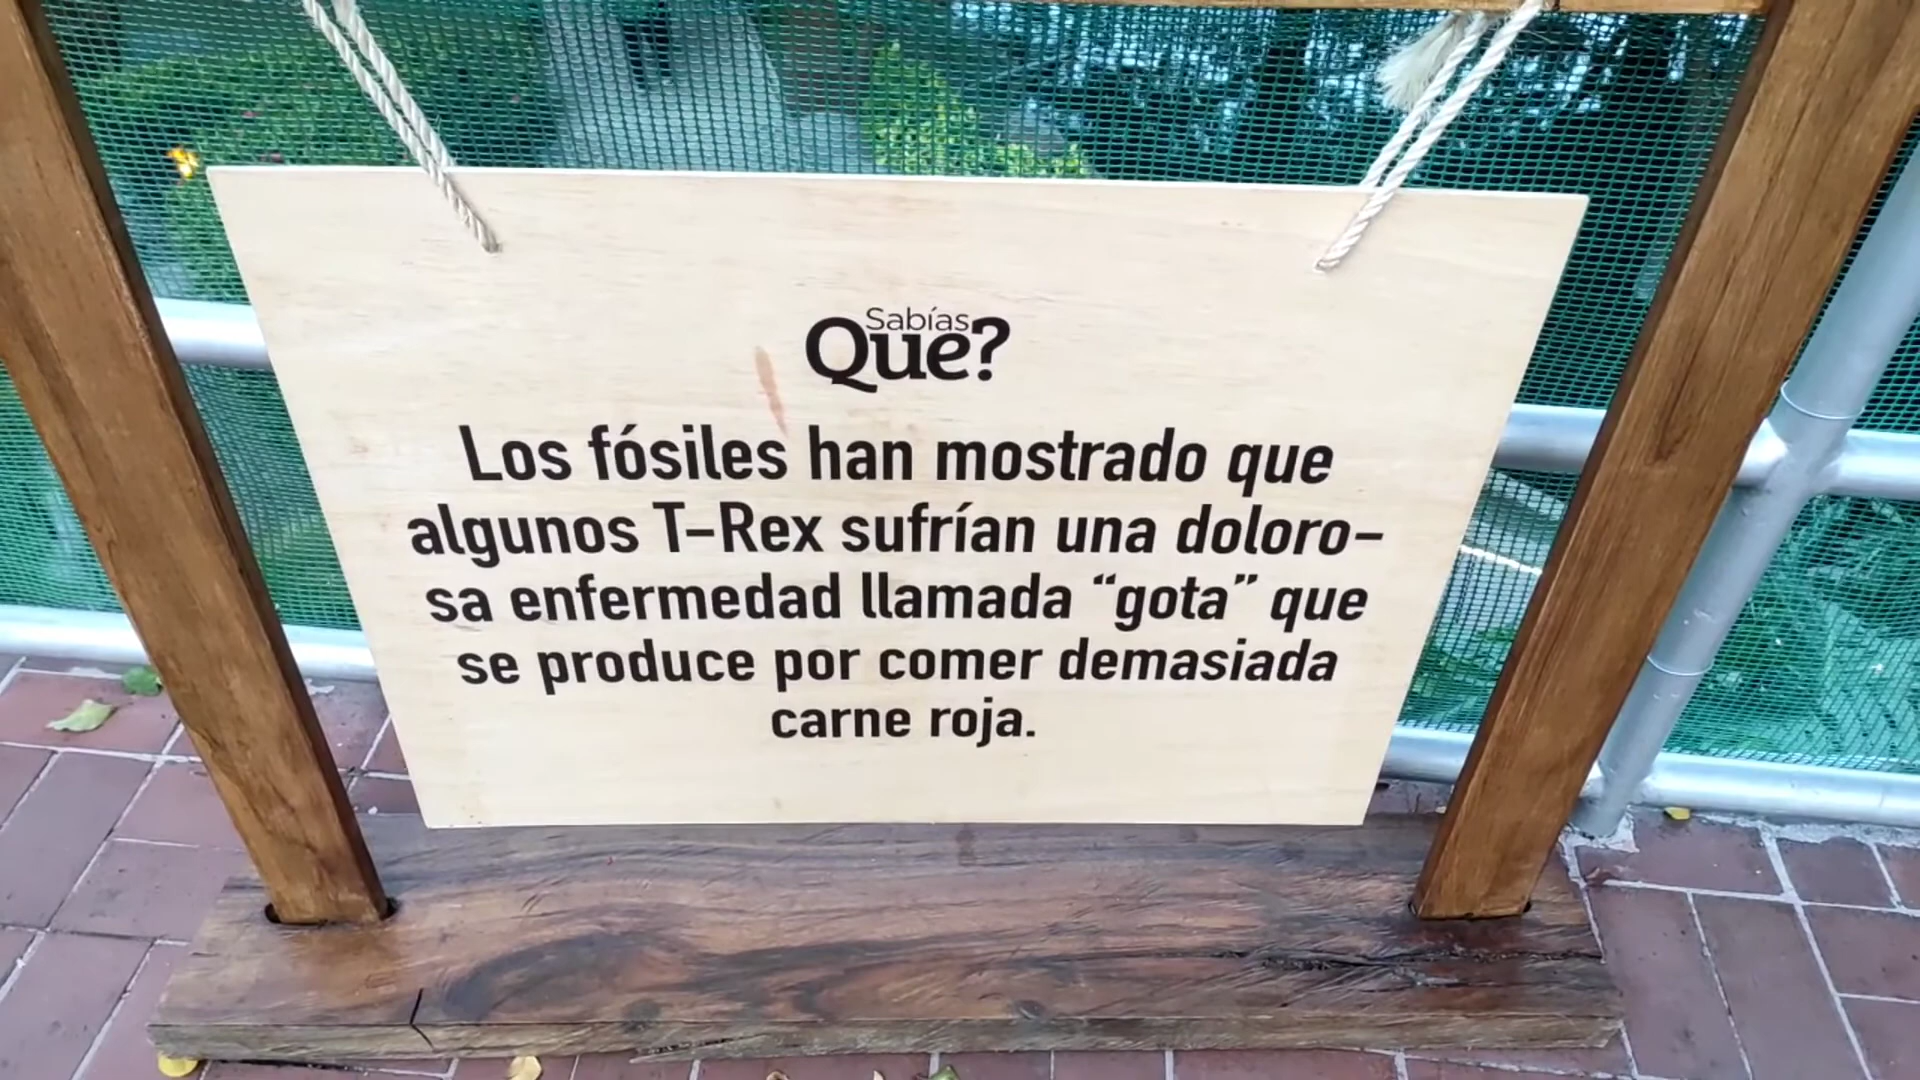 Sabías
Que?
Los fósiles han mostrado que
algunos T-Rex sufrían una doloro-
sa enfermedad llamada “gota” que
se produce por comer demasiada
carne roja.